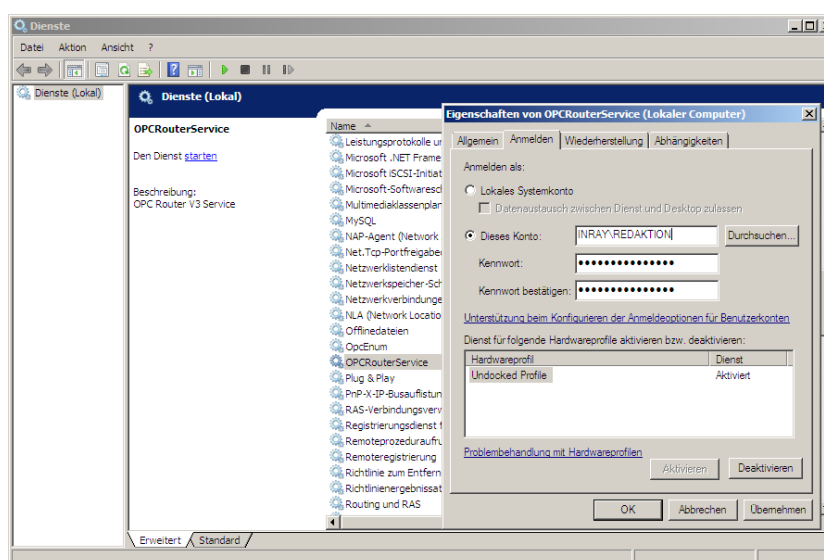 Dienste
Datei Aktion Ansicht ?
Dienste (Lokal)
Dienste (Lokal)
OPCRouterService
Den Dienst starten
Beschreibung:
OPC Router V3 Service
Name
Leistungsprotokolle ur
Microsoft .NET Frame
Microsoft iSCSI-Initiat
Microsoft-Softwaresch
Multimediaklassenplar
MySQL
NAP-Agent (Network
Net.Tcp-Portfreigabe
Netzwerklistendienst
Netzwerkspeicher-Sch
Netzwerkverbindunge
NLA (Network Locatio
Offlinedateien
OpcEnum
OPCRouterService
Plug & Play
PnP-X-IP-Busauflistun
RAS-Verbindungsverw
Registrierungsdienst f
Remoteprozeduraufru
Remoteregistrierung
Richtlinie zum Entfern
Richtlinienergebnissat
Routing und RAS
Erweitert Standard
Eigenschaften von OPCRouterService (Lokaler Computer)
Allgemein Anmelden Wiederherstellung Abhängigkeiten
Anmelden als:
Lokales Systemkonto
Datenaustausch zwischen Dienst und Desktop zulassen
Dieses Konto: INRAY\REDAKTION Durchsuchen...
Kennwort: •••••••••••••••
Kennwort bestätigen: •••••••••••••••
Unterstützung beim Konfigurieren der Anmeldeoptionen für Benutzerkonten
Dienst für folgende Hardwareprofile aktivieren bzw. deaktivieren:
Hardwareprofil Dienst
Undocked Profile Aktiviert
Problembehandlung mit Hardwareprofilen
Aktivieren Deaktivieren
OK Abbrechen Übernehmen